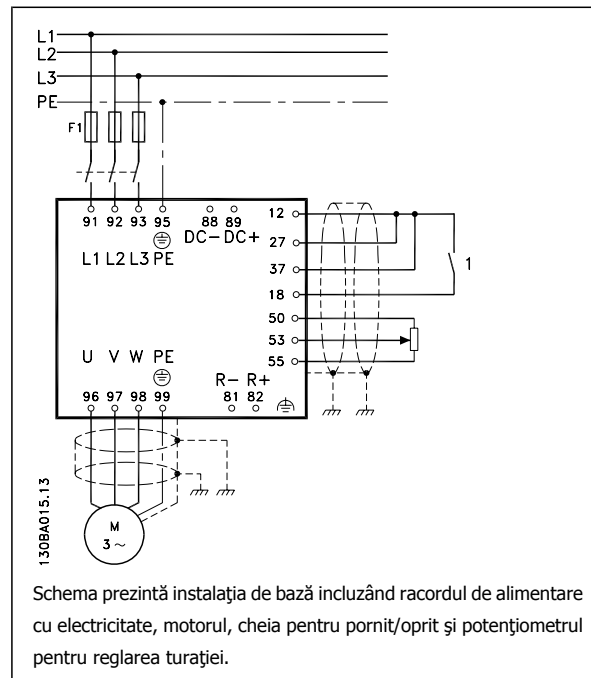 L1
L2
L3
PE
F1
91 92 93 95 88 89
DC- DC+
L1 L2 L3 PE
12
27
37
18
50
53
55
1
U V W PE
R- R+
96 97 98 99 81 82
M
3 ~
130BA015.13
Schema prezintă instalaţia de bază incluzând racordul de alimentare
cu electricitate, motorul, cheia pentru pornit/oprit şi potenţiometrul
pentru reglarea turaţiei.